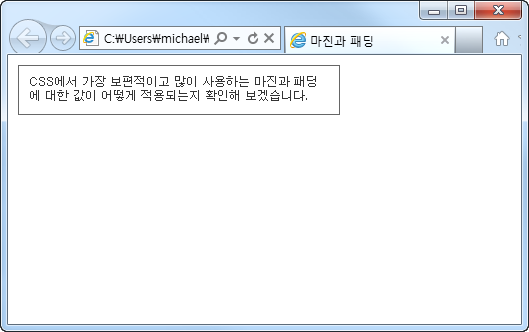 C:₩Users₩michael₩
마진과 패딩
CSS에서 가장 보편적이고 많이 사용하는 마진과 패딩
에 대한 값이 어떻게 적용되는지 확인해 보겠습니다.